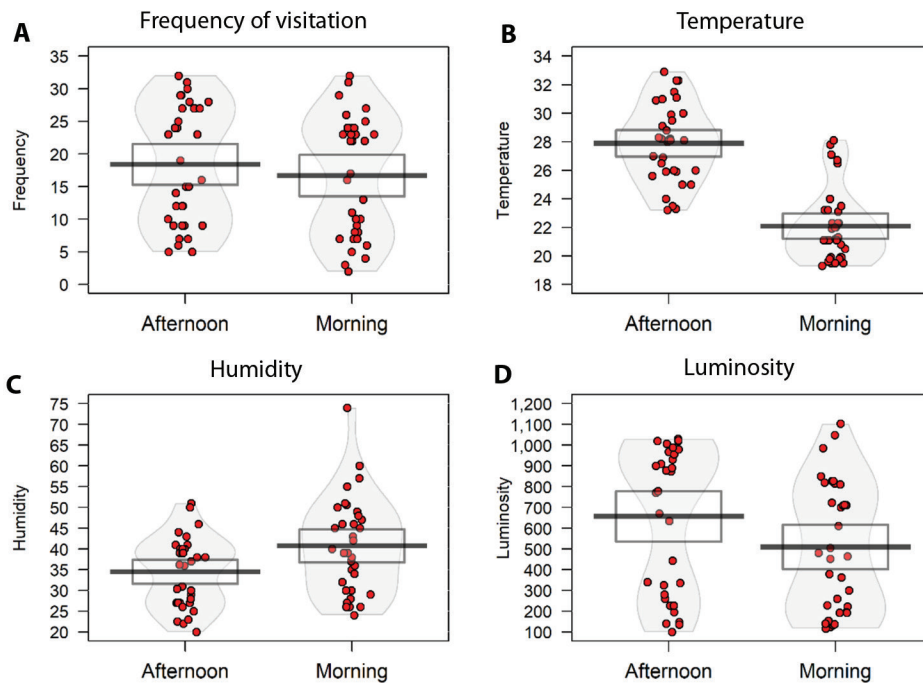 A
Frequency of visitation
Frequency
35
30
25
20
15
10
5
0
Afternoon
Morning
B
Temperature
Temperature
34
32
30
28
26
24
22
20
18
Afternoon
Morning
C
Humidity
Humidity
75
70
65
60
55
50
45
40
35
30
25
20
Afternoon
Morning
D
Luminosity
Luminosity
1,200
1,100
1,000
900
800
700
600
500
400
300
200
100
Afternoon
Morning